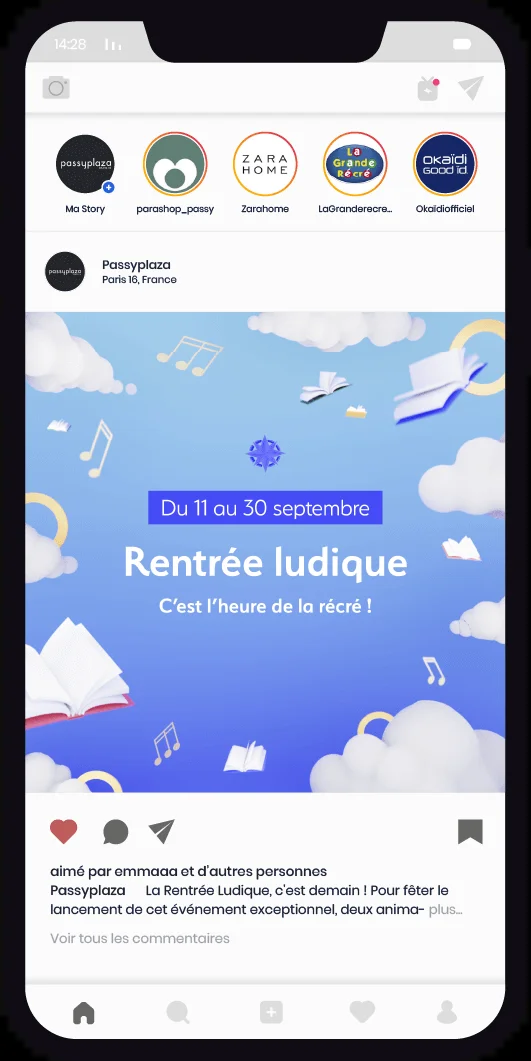 14:28
passyplaza
ZARA
HOME
La
Grande
Récré
okaïdi
GOOD id.
Ma Story
parashop_passy
Zarahome
LaGranderecre...
Okaidiofficiel
passyplaza
Passyplaza
Paris 16, France
Du 11 au 30 septembre
Rentrée ludique
C'est l'heure de la récré !
aimé par emmaaa et d'autres personnes
Passyplaza La Rentrée Ludique, c'est demain ! Pour fêter le
lancement de cet événement exceptionnel, deux anima- plus...
Voir tous les commentaires